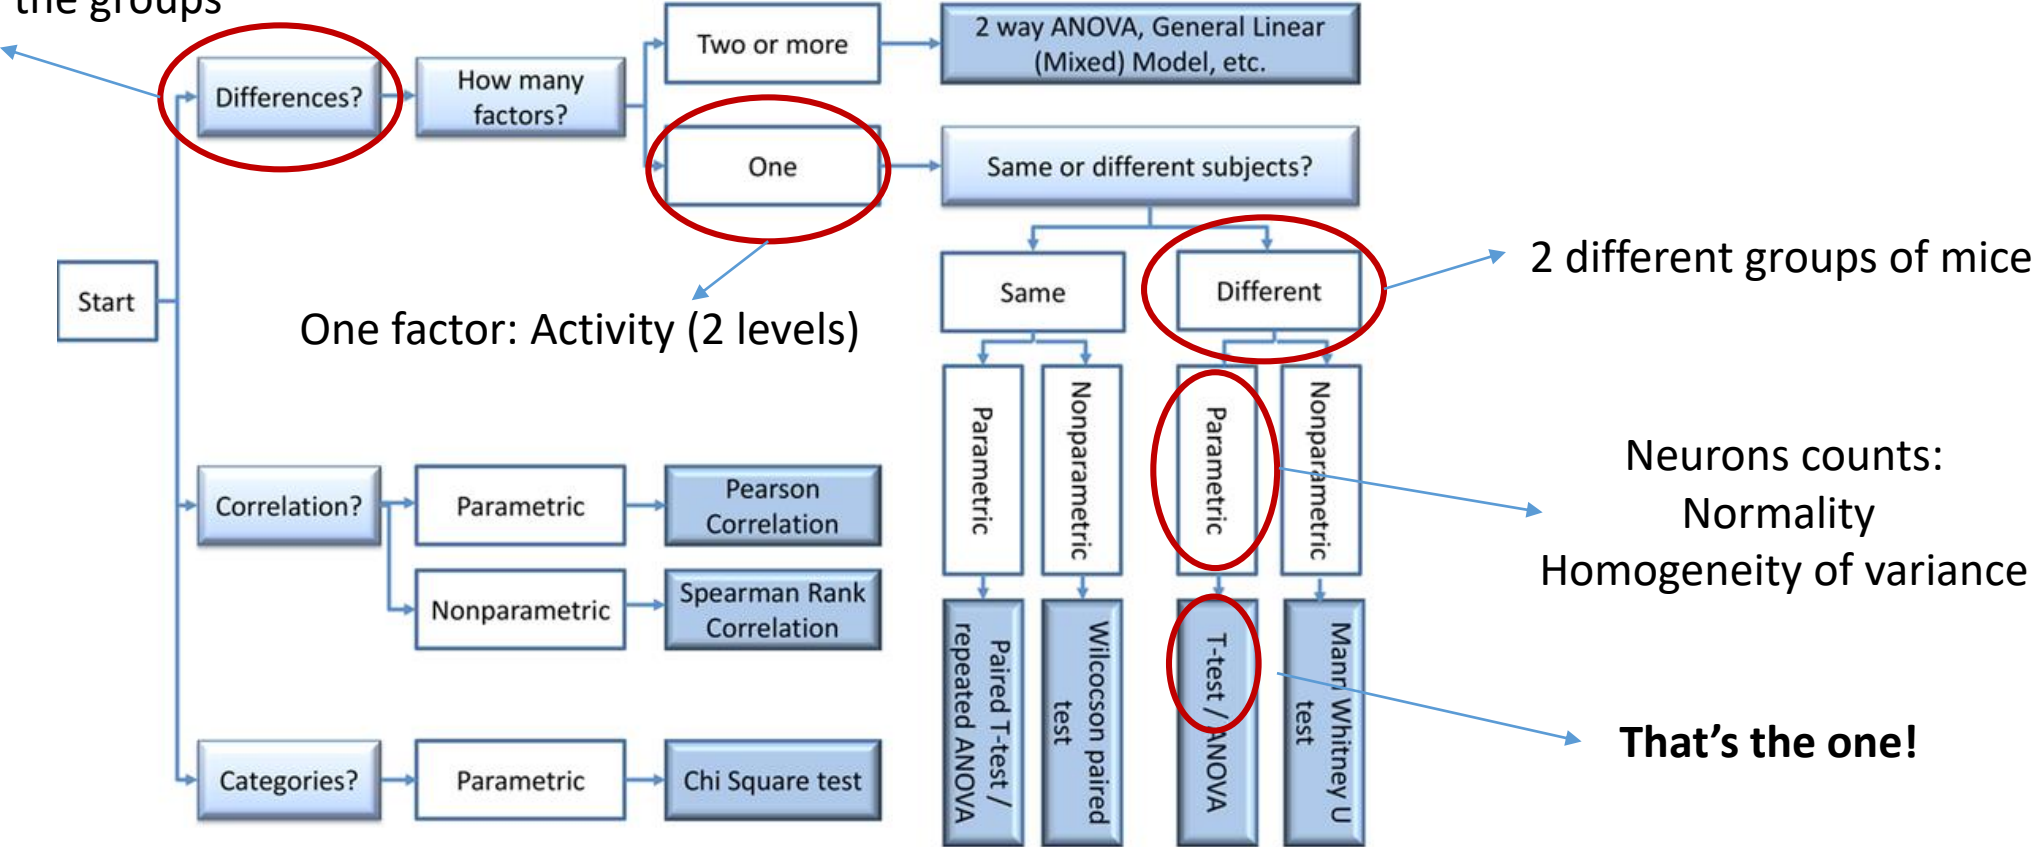 the groups
Differences?
How many
factors?
Two or more
2 way ANOVA, General Linear
(Mixed) Model, etc.
One
Same or different subjects?
Start
One factor: Activity (2 levels)
Same
Different
2 different groups of mice
Parametric
Nonparametric
Parametric
Nonparametric
Neurons counts:
Normality
Homogeneity of variance
Correlation?
Parametric
Pearson
Correlation
Nonparametric
Spearman Rank
Correlation
Paired T-test /
repeated ANOVA
Wilcocson paired
test
T-test / ANOVA
Mann Whitney U
test
That’s the one!
Categories?
Parametric
Chi Square test